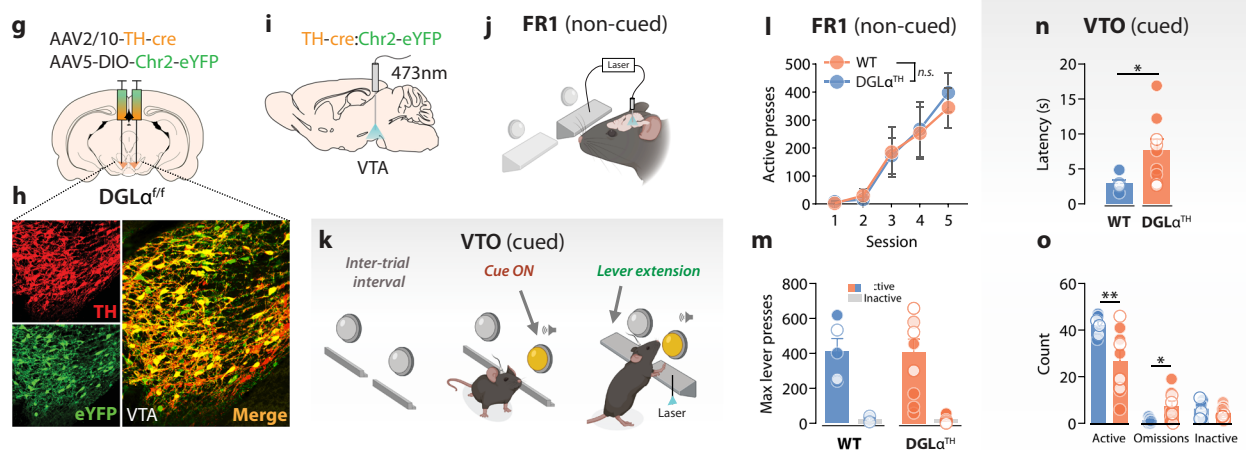 g
AAV2/10-TH-cre
AAV5-DIO-Chr2-eYFP
DGLα^f/f
h
TH
eYFP
VTA
Merge
i
TH-cre:Chr2-eYFP
473nm
VTA
j
FR1 (non-cued)
Laser
k
VTO (cued)
Inter-trial
interval
Cue ON
Lever extension
Laser
l
FR1 (non-cued)
WT
DGLα^TH
n.s.
Active presses
500
400
300
200
100
0
1 2 3 4 5
Session
m
Max lever presses
800
600
400
200
0
Inactive
WT DGLα^TH
n
VTO (cued)
*
Latency (s)
20
15
10
5
0
WT DGLα^TH
o
**
*
Count
60
40
20
0
Active Omissions Inactive